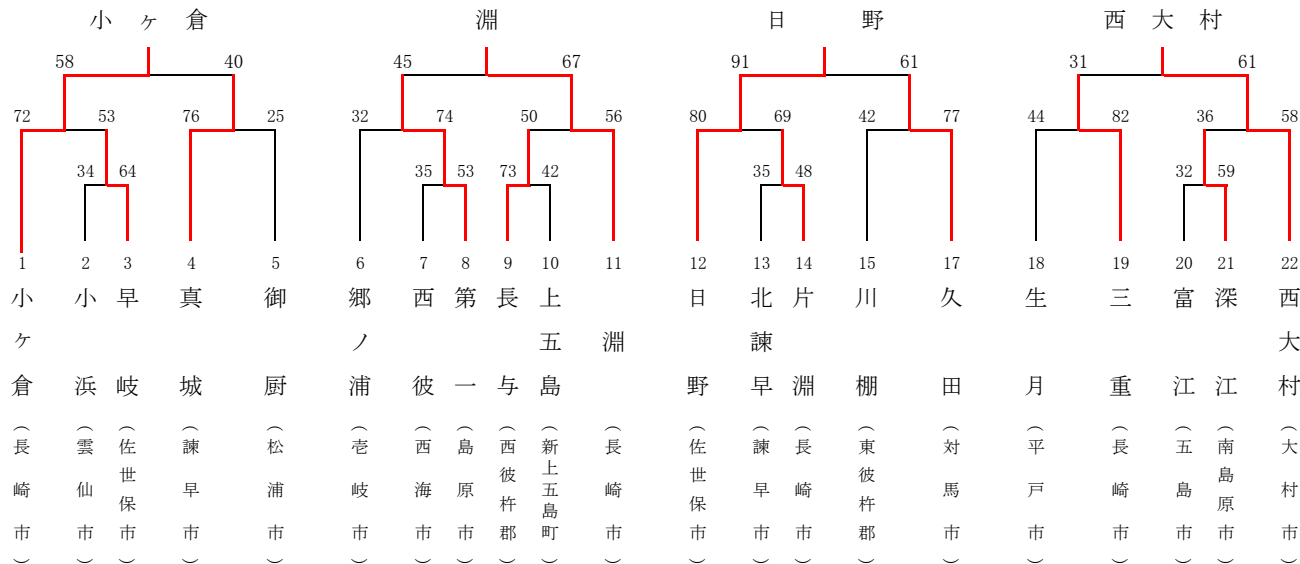 小ヶ倉 淵 日野 西大村
58 40 45 67 91 61 31 61
72 53 76 25 32 74 50 56 80 69 42 77 44 82 36 58
34 64 35 53 73 42 35 48 32 59
1 2 3 4 5 6 7 8 9 10 11 12 13 14 15 17 18 19 20 21 22
小ケ倉（長崎市）
小浜（雲仙市）
早岐（佐世保市）
真城（諫早市）
御厨（松浦市）
郷ノ浦（壱岐市）
西彼（西海市）
第一（島原市）
長与（西彼杵郡）
上五島（新上五島町）
淵（長崎市）
日野（佐世保市）
北諫早（諫早市）
片淵（長崎市）
川棚（東彼杵郡）
久田（対馬市）
生月（平戸市）
三重（長崎市）
富江（五島市）
深江（南島原市）
西大村（大村市）